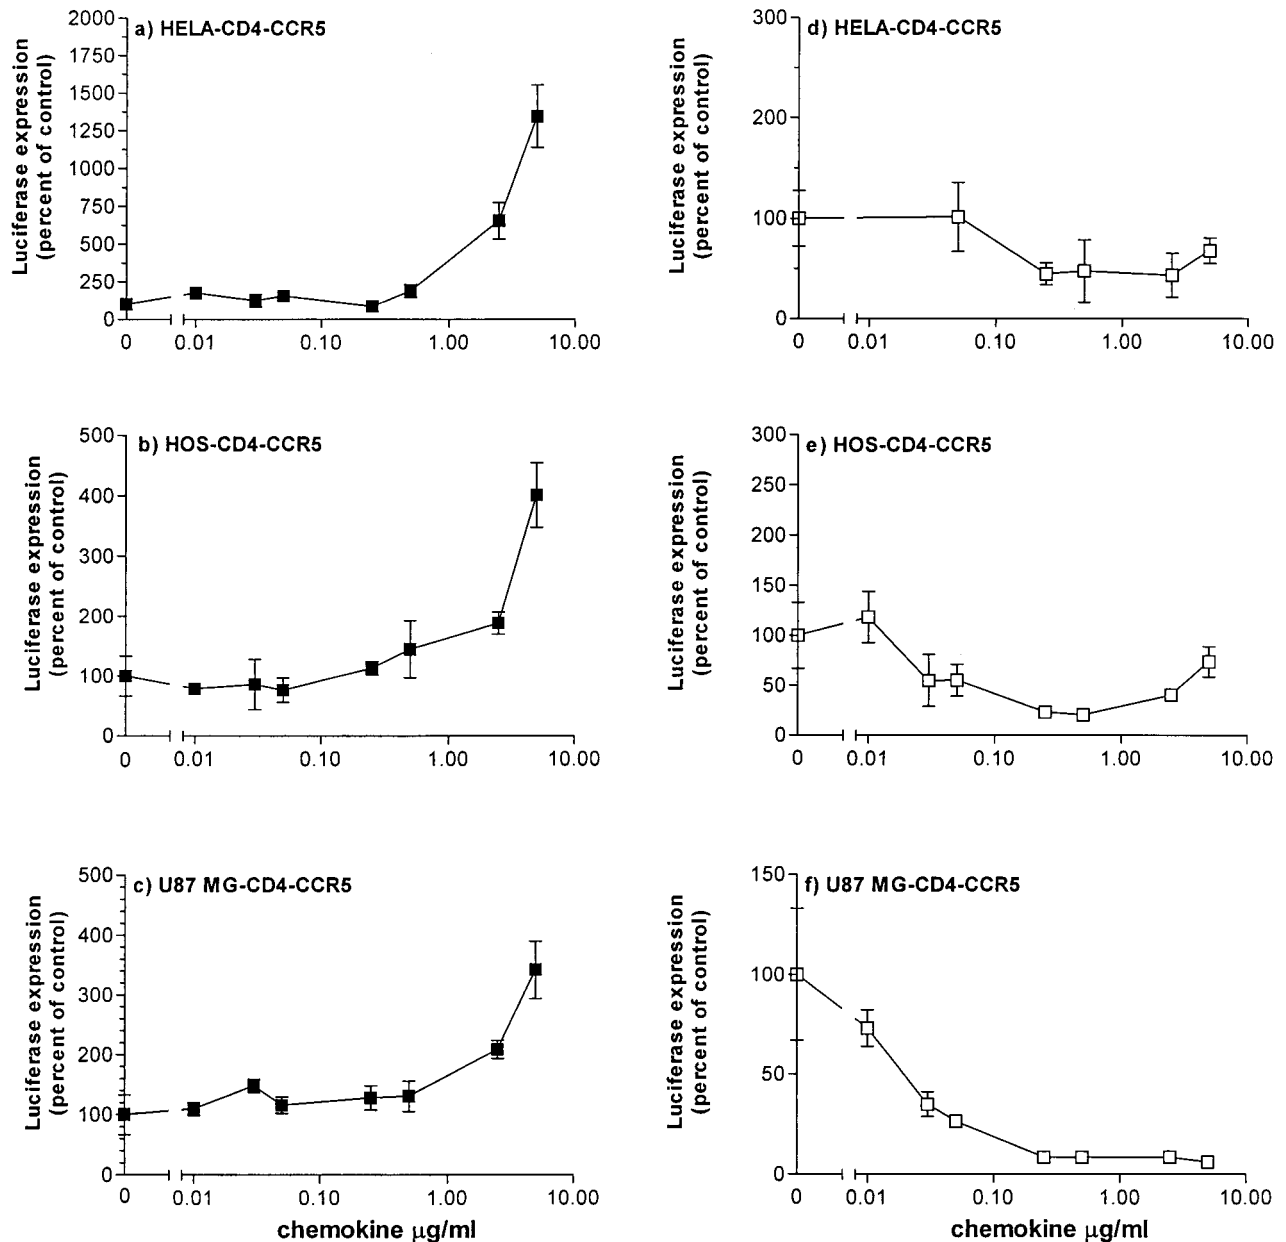 a) HELA-CD4-CCR5
Luciferase expression
(percent of control)
2000
1750
1500
1250
1000
750
500
250
0
0 0.01 0.10 1.00 10.00
d) HELA-CD4-CCR5
Luciferase expression
(percent of control)
300
200
100
0
0 0.01 0.10 1.00 10.00
b) HOS-CD4-CCR5
Luciferase expression
(percent of control)
500
400
300
200
100
0
0 0.01 0.10 1.00 10.00
e) HOS-CD4-CCR5
Luciferase expression
(percent of control)
300
250
200
150
100
50
0
0 0.01 0.10 1.00 10.00
c) U87 MG-CD4-CCR5
Luciferase expression
(percent of control)
500
400
300
200
100
0
0 0.01 0.10 1.00 10.00
chemokine μg/ml
f) U87 MG-CD4-CCR5
Luciferase expression
(percent of control)
150
100
50
0
0 0.01 0.10 1.00 10.00
chemokine μg/ml